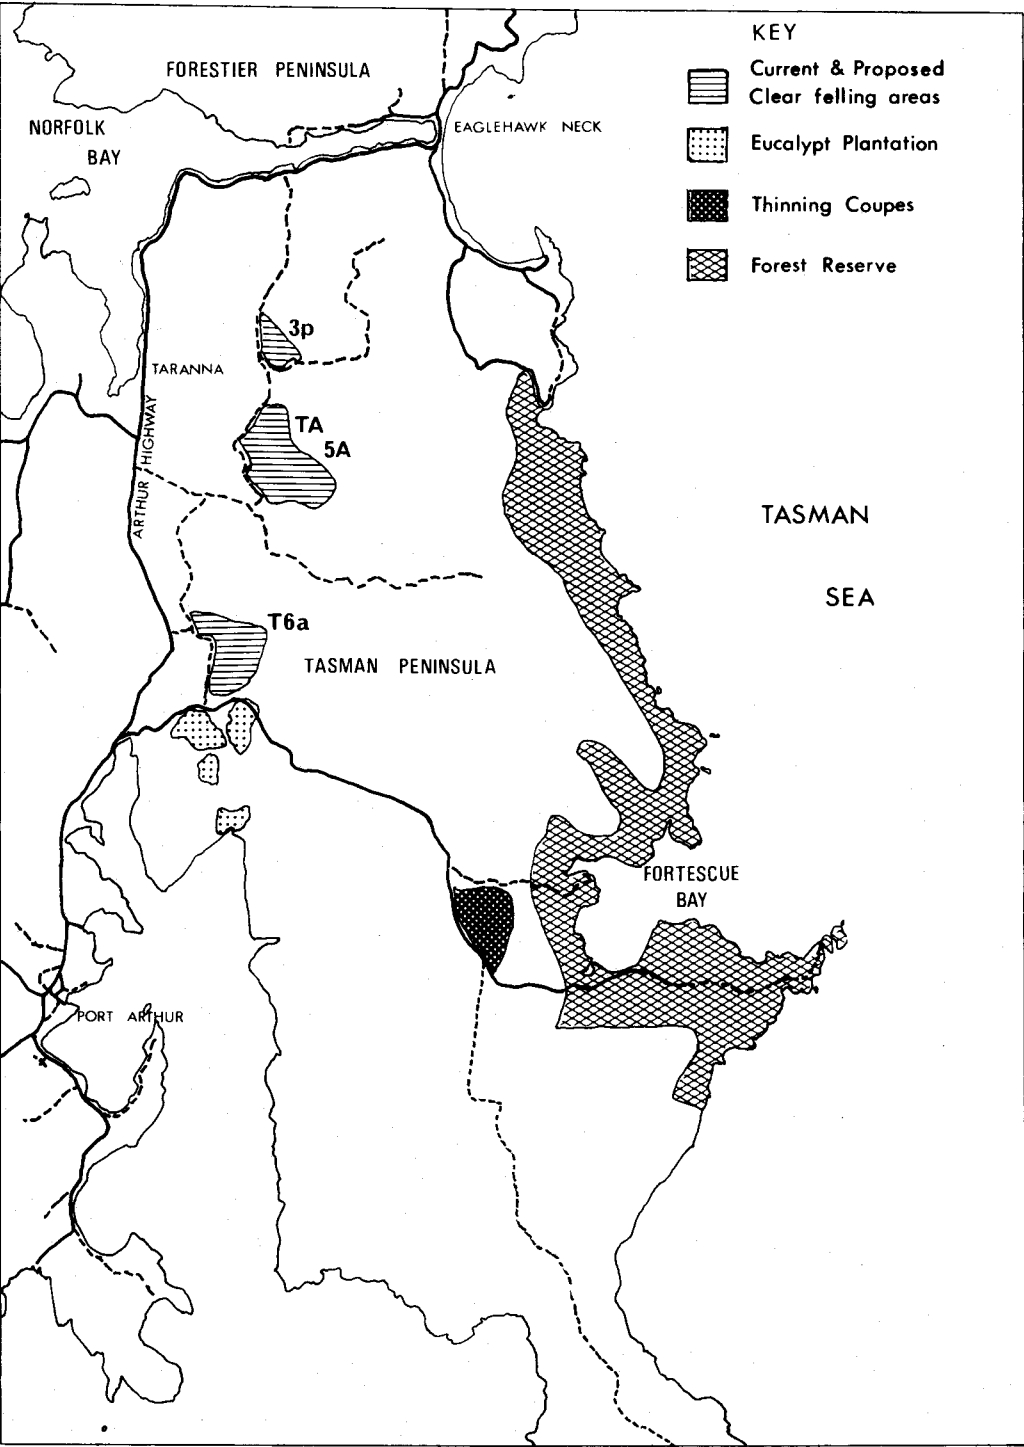 KEY
Current & Proposed
Clear felling areas
Eucalypt Plantation
Thinning Coupes
Forest Reserve
FORESTIER PENINSULA
NORFOLK
BAY
EAGLEHAWK NECK
3p
TARANNA
ARTHUR HIGHWAY
TA
5A
TASMAN
SEA
T6a
TASMAN PENINSULA
FORTESCUE
BAY
PORT ARTHUR